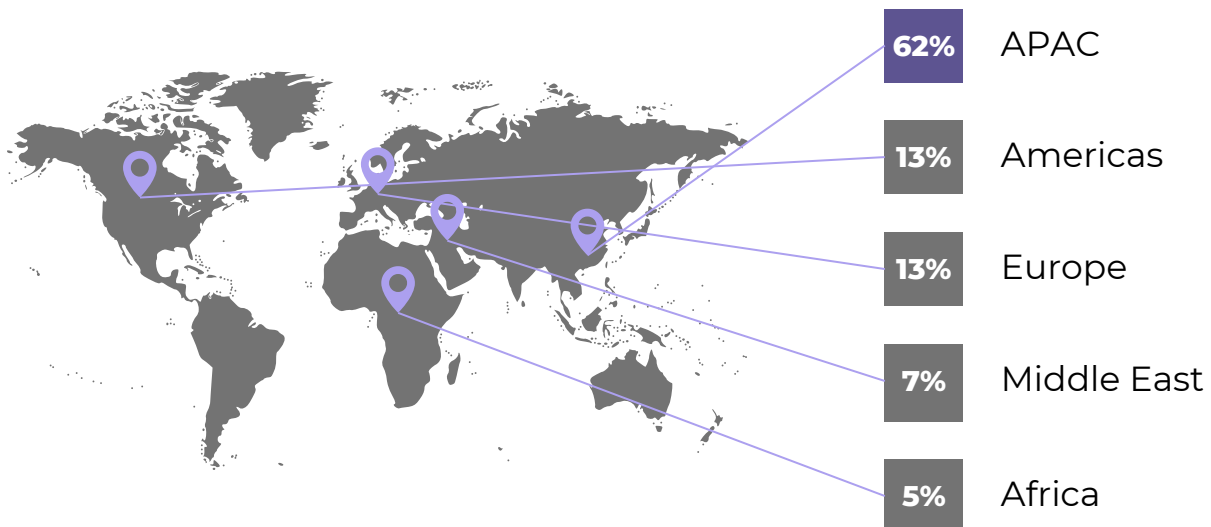 62% APAC
13% Americas
13% Europe
7% Middle East
5% Africa